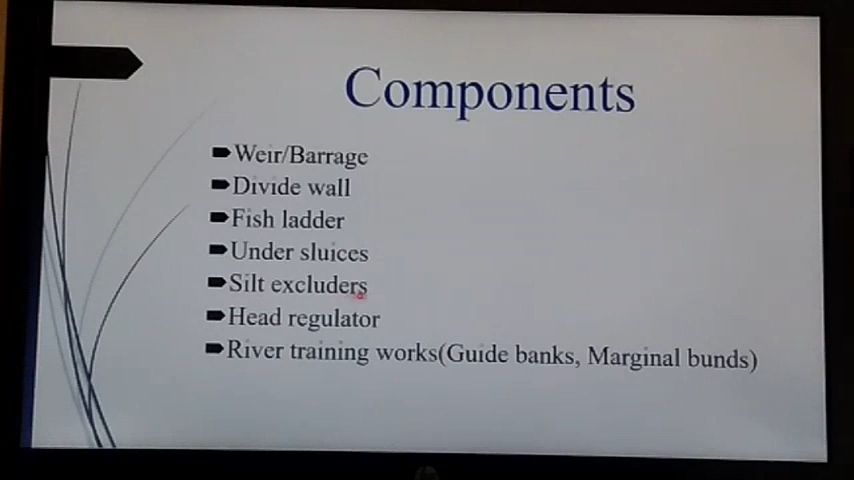 Components
Weir/Barrage
Divide wall
Fish ladder
Under sluices
Silt excluders
Head regulator
River training works(Guide banks, Marginal bunds)